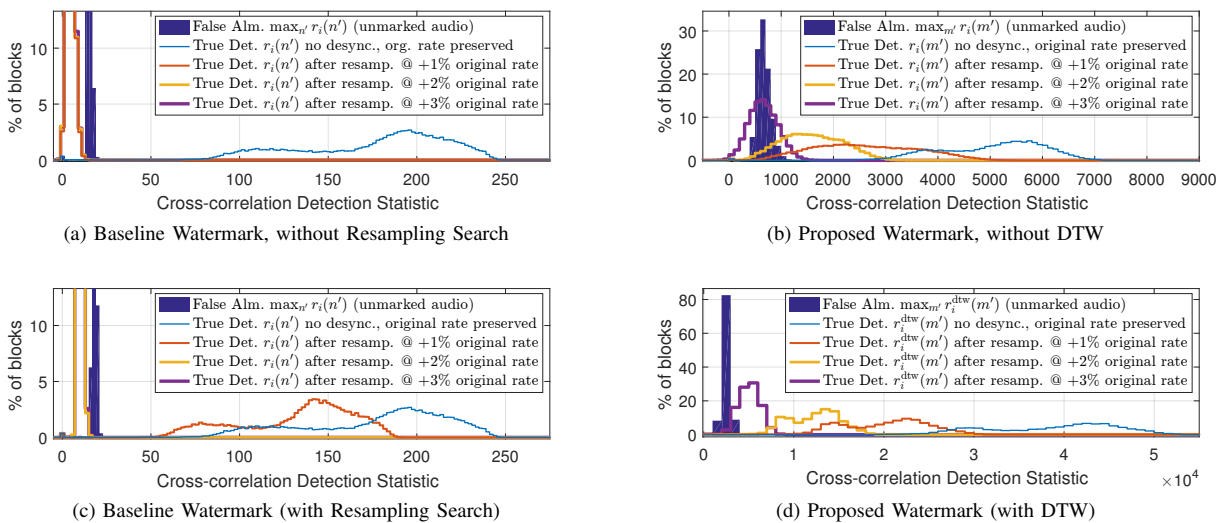 % of blocks
10
5
0
False Alm. max_{n′} r_i(n′) (unmarked audio)
True Det. r_i(n′) no desync., org. rate preserved
True Det. r_i(n′) after resamp. @ +1% original rate
True Det. r_i(n′) after resamp. @ +2% original rate
True Det. r_i(n′) after resamp. @ +3% original rate
0 50 100 150 200 250
Cross-correlation Detection Statistic
(a) Baseline Watermark, without Resampling Search
% of blocks
30
20
10
0
False Alm. max_{m′} r_i(m′) (unmarked audio)
True Det. r_i(m′) no desync., original rate preserved
True Det. r_i(m′) after resamp. @ +1% original rate
True Det. r_i(m′) after resamp. @ +2% original rate
True Det. r_i(m′) after resamp. @ +3% original rate
0 1000 2000 3000 4000 5000 6000 7000 8000 9000
Cross-correlation Detection Statistic
(b) Proposed Watermark, without DTW
% of blocks
10
5
0
False Alm. max_{n′} r_i(n′) (unmarked audio)
True Det. r_i(n′) no desync., original rate preserved
True Det. r_i(n′) after resamp. @ +1% original rate
True Det. r_i(n′) after resamp. @ +2% original rate
True Det. r_i(n′) after resamp. @ +3% original rate
0 50 100 150 200 250
Cross-correlation Detection Statistic
(c) Baseline Watermark (with Resampling Search)
% of blocks
80
60
40
20
0
False Alm. max_{m′} r_i^{dtw}(m′) (unmarked audio)
True Det. r_i^{dtw}(m′) no desync., original rate preserved
True Det. r_i^{dtw}(m′) after resamp. @ +1% original rate
True Det. r_i^{dtw}(m′) after resamp. @ +2% original rate
True Det. r_i^{dtw}(m′) after resamp. @ +3% original rate
0 1 2 3 4 5
Cross-correlation Detection Statistic
×10^4
(d) Proposed Watermark (with DTW)